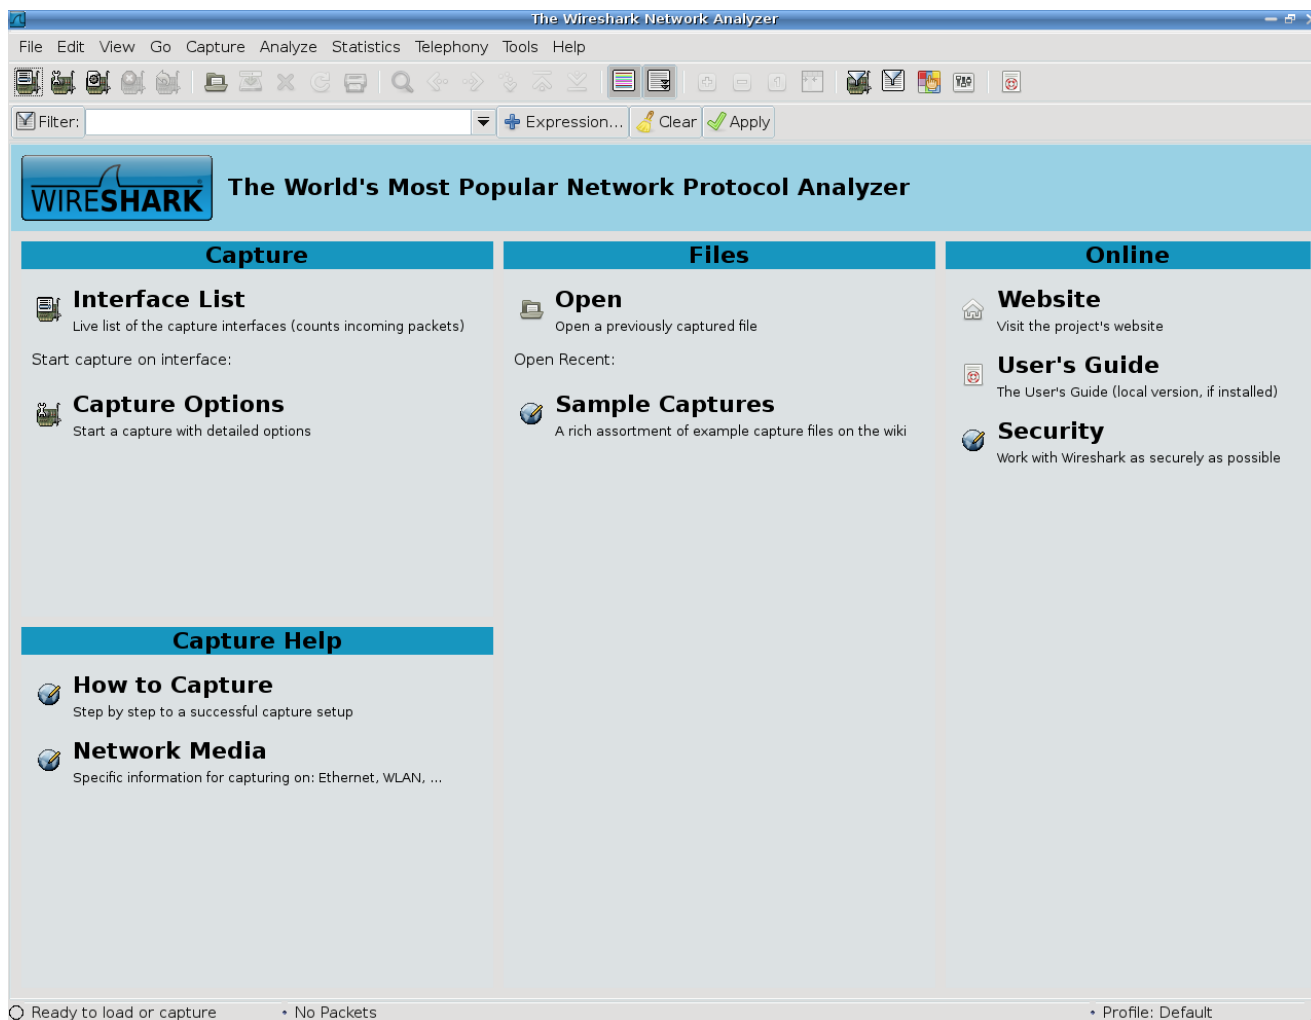 The Wireshark Network Analyzer
File Edit View Go Capture Analyze Statistics Telephony Tools Help
Filter: Expression... Clear Apply
WIRESHARK
The World's Most Popular Network Protocol Analyzer
Capture
Interface List
Live list of the capture interfaces (counts incoming packets)
Start capture on interface:
Capture Options
Start a capture with detailed options
Capture Help
How to Capture
Step by step to a successful capture setup
Network Media
Specific information for capturing on: Ethernet, WLAN, ...
Files
Open
Open a previously captured file
Open Recent:
Sample Captures
A rich assortment of example capture files on the wiki
Online
Website
Visit the project's website
User's Guide
The User's Guide (local version, if installed)
Security
Work with Wireshark as securely as possible
Ready to load or capture
No Packets
Profile: Default